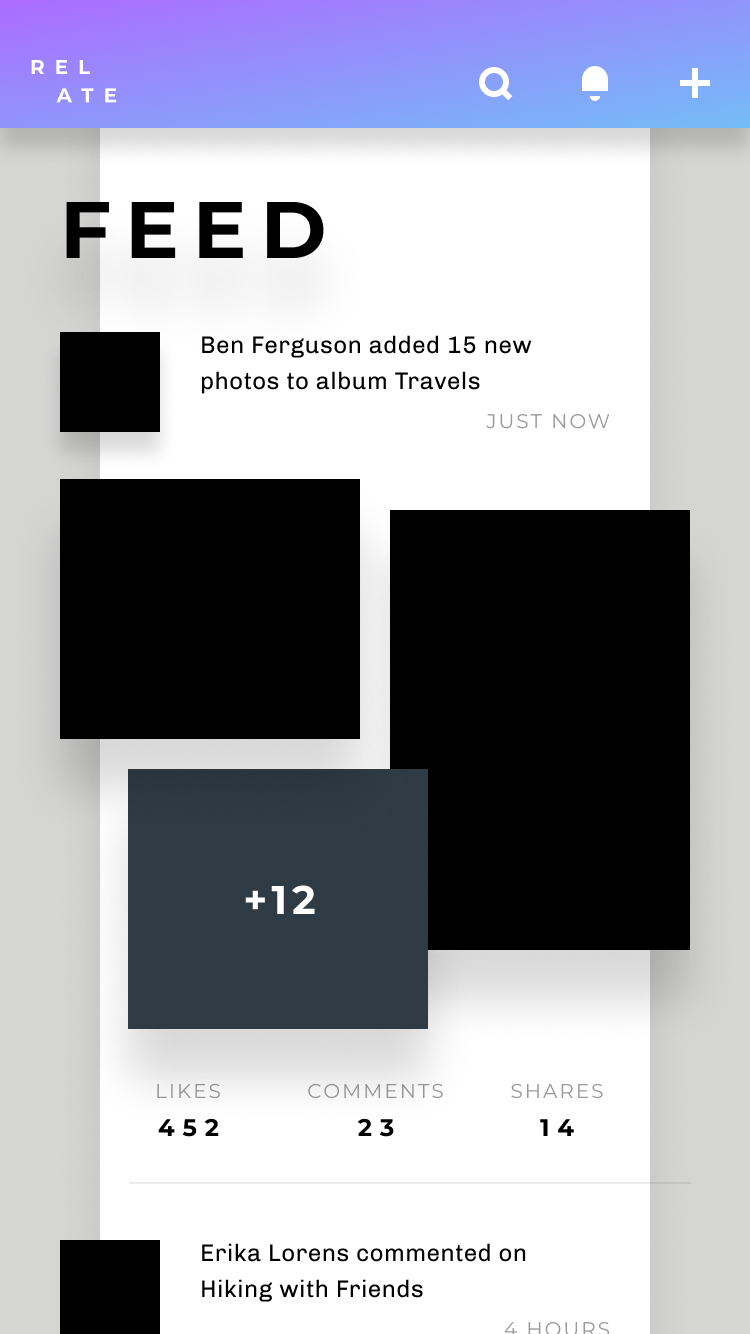 REL
ATE
FEED
Ben Ferguson added 15 new
photos to album Travels
JUST NOW
+12
LIKES COMMENTS SHARES
452 23 14
Erika Lorens commented on
Hiking with Friends
4 HOURS